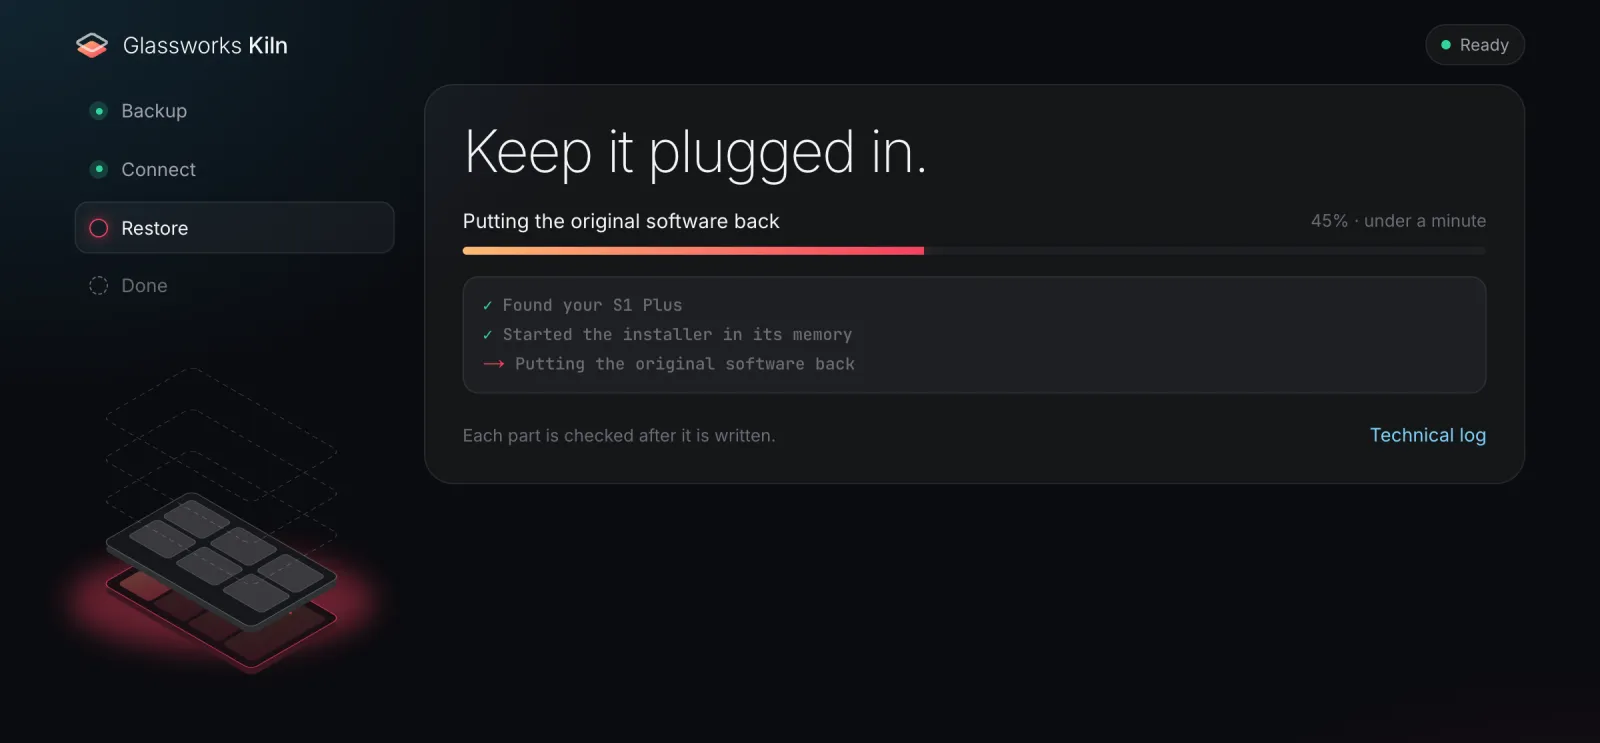 Glassworks Kiln
Ready
Backup
Connect
Restore
Done
Keep it plugged in.
Putting the original software back
45% · under a minute
✓ Found your S1 Plus
✓ Started the installer in its memory
→ Putting the original software back
Each part is checked after it is written.
Technical log